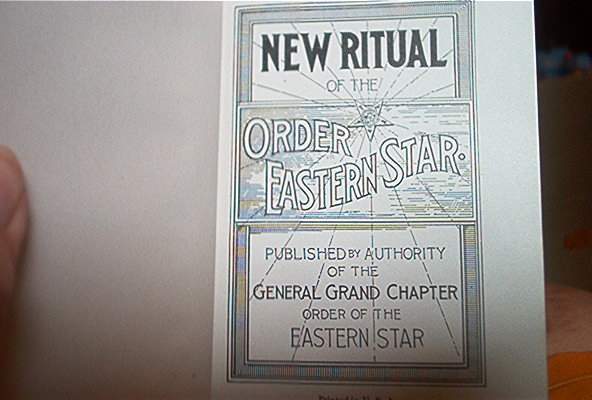 NEW RITUAL
OF THE
ORDER
EASTERN STAR.
PUBLISHED BY AUTHORITY
OF THE
GENERAL GRAND CHAPTER
ORDER OF THE
EASTERN STAR